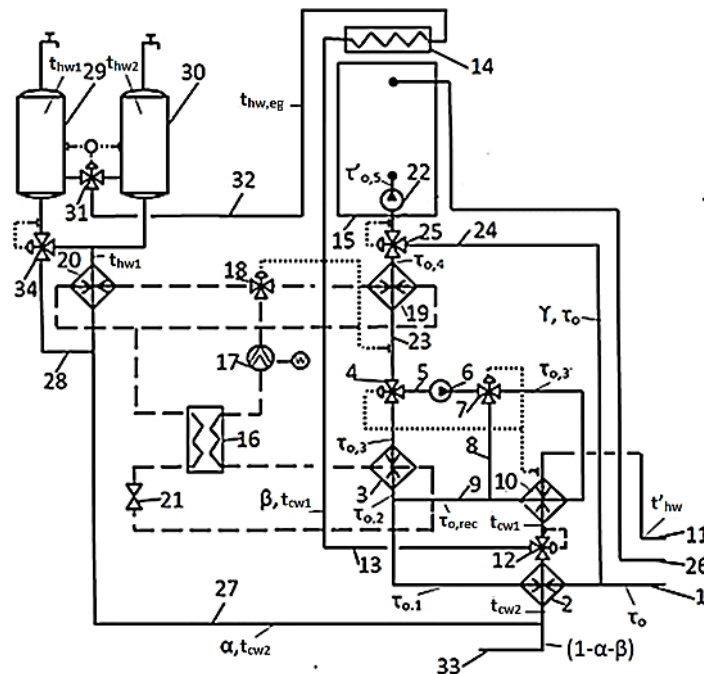 t_hw1 29 t_hw2 30
14
t_hw,eg
τ'_o,5 22
31 32
15 25 24
34 20 t_hw1 18 τ_o,4
19
γ, τ_o
17 23
4 5 6 7 τ_o,3'
28
16 τ_o,3 8
3 9 10
21 β, t_cw1 τ_o.2 τ_o,rec t_cw1 t'_hw
11
13 12 26
27 τ_o.1 2 1
t_cw2 τ_o
α,t_cw2
33 (1-α-β)